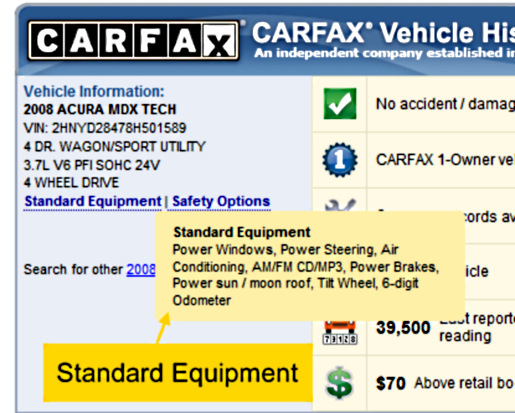 CARFAX
CARFAX Vehicle His
An independent company established in
Vehicle Information:
2008 ACURA MDX TECH
VIN: 2HNYD28478H501589
4 DR. WAGON/SPORT UTILITY
3.7L V6 PFI SOHC 24V
4 WHEEL DRIVE
Standard Equipment | Safety Options
Search for other 2008
Standard Equipment
Power Windows, Power Steering, Air
Conditioning, AM/FM CD/MP3, Power Brakes,
Power sun / moon roof, Tilt Wheel, 6-digit
Odometer
Standard Equipment
No accident / damag
1
CARFAX 1-Owner veh
cords av
icle
39,500 Last reporte
reading
$
$70 Above retail bo